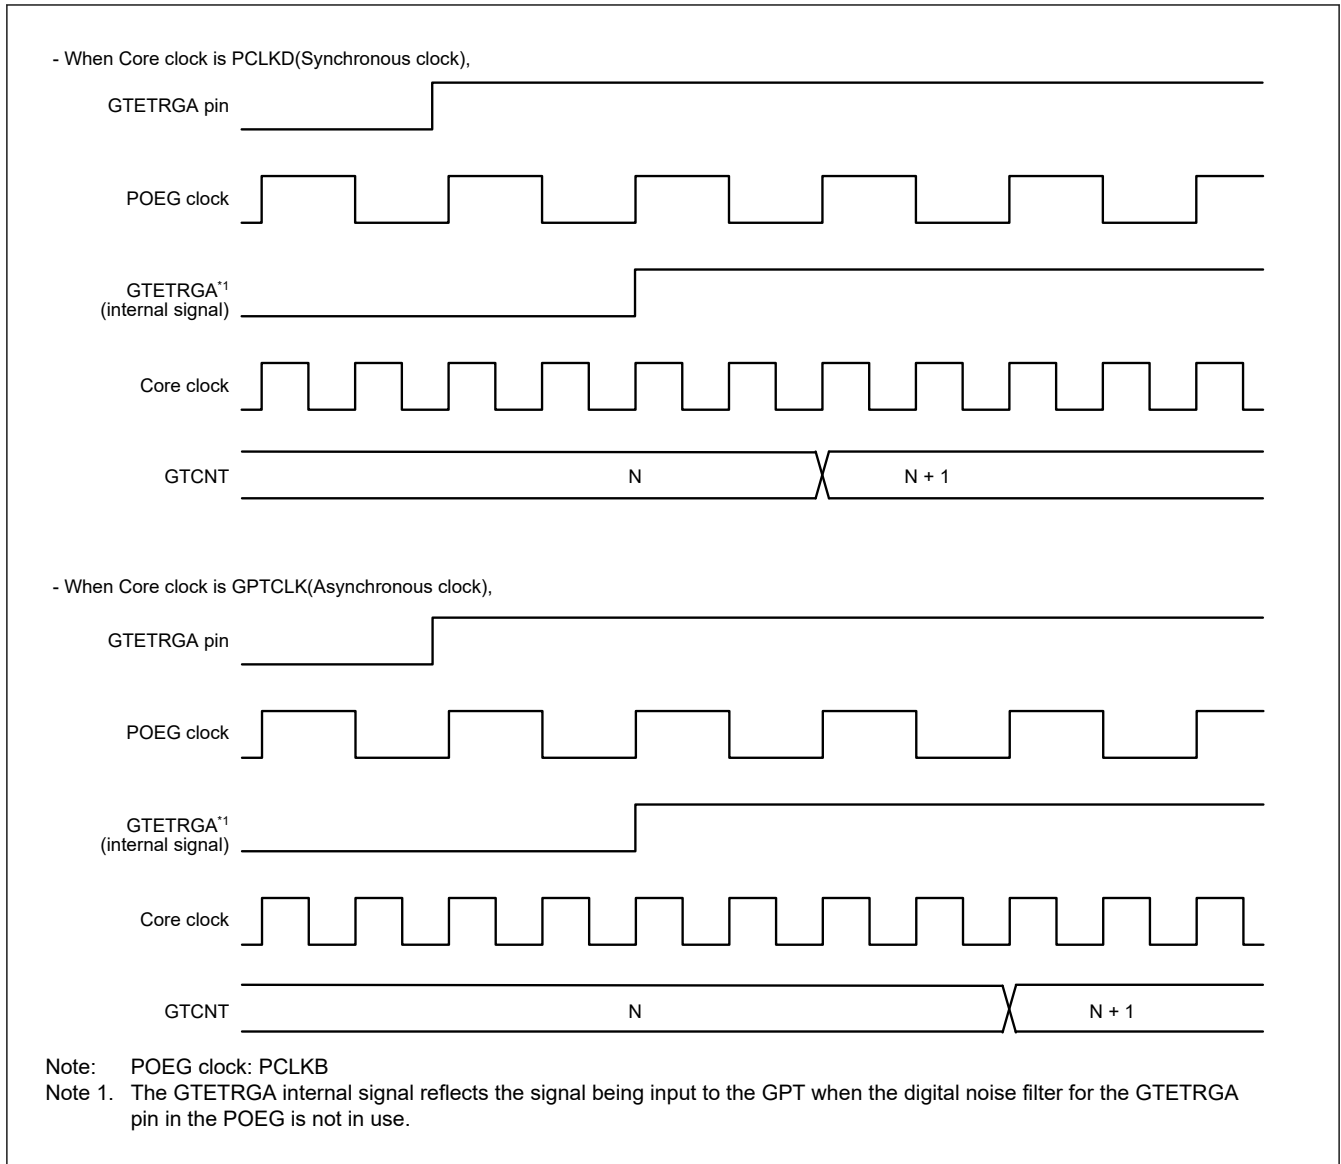 - When Core clock is PCLKD(Synchronous clock),
GTETRGA pin
POEG clock
GTETRGA*1
(internal signal)
Core clock
GTCNT
N
N + 1
- When Core clock is GPTCLK(Asynchronous clock),
GTETRGA pin
POEG clock
GTETRGA*1
(internal signal)
Core clock
GTCNT
N
N + 1
Note: POEG clock: PCLKB
Note 1. The GTETRGA internal signal reflects the signal being input to the GPT when the digital noise filter for the GTETRGA
pin in the POEG is not in use.